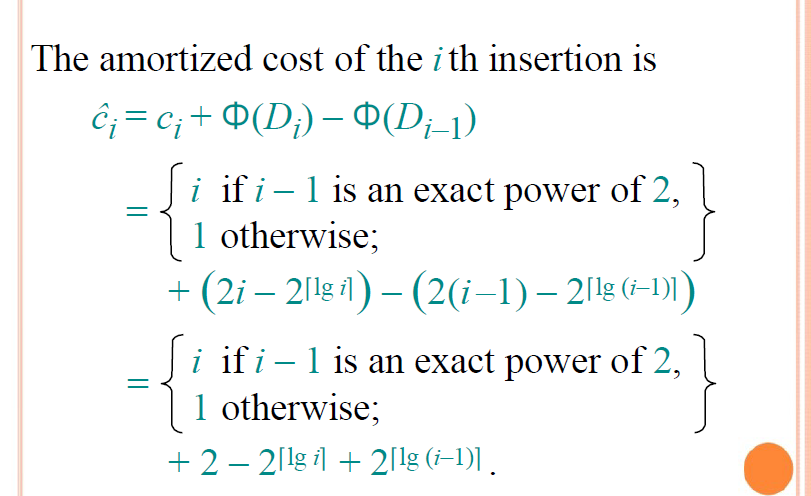 The amortized cost of the i th insertion is
ĉᵢ = cᵢ + Φ(Dᵢ) – Φ(Dᵢ₋₁)
= { i if i – 1 is an exact power of 2,
1 otherwise; }
+ (2i – 2^⌈lg i⌉) – (2(i–1) – 2^⌈lg (i–1)⌉)
= { i if i – 1 is an exact power of 2,
1 otherwise; }
+ 2 – 2^⌈lg i⌉ + 2^⌈lg (i–1)⌉ .